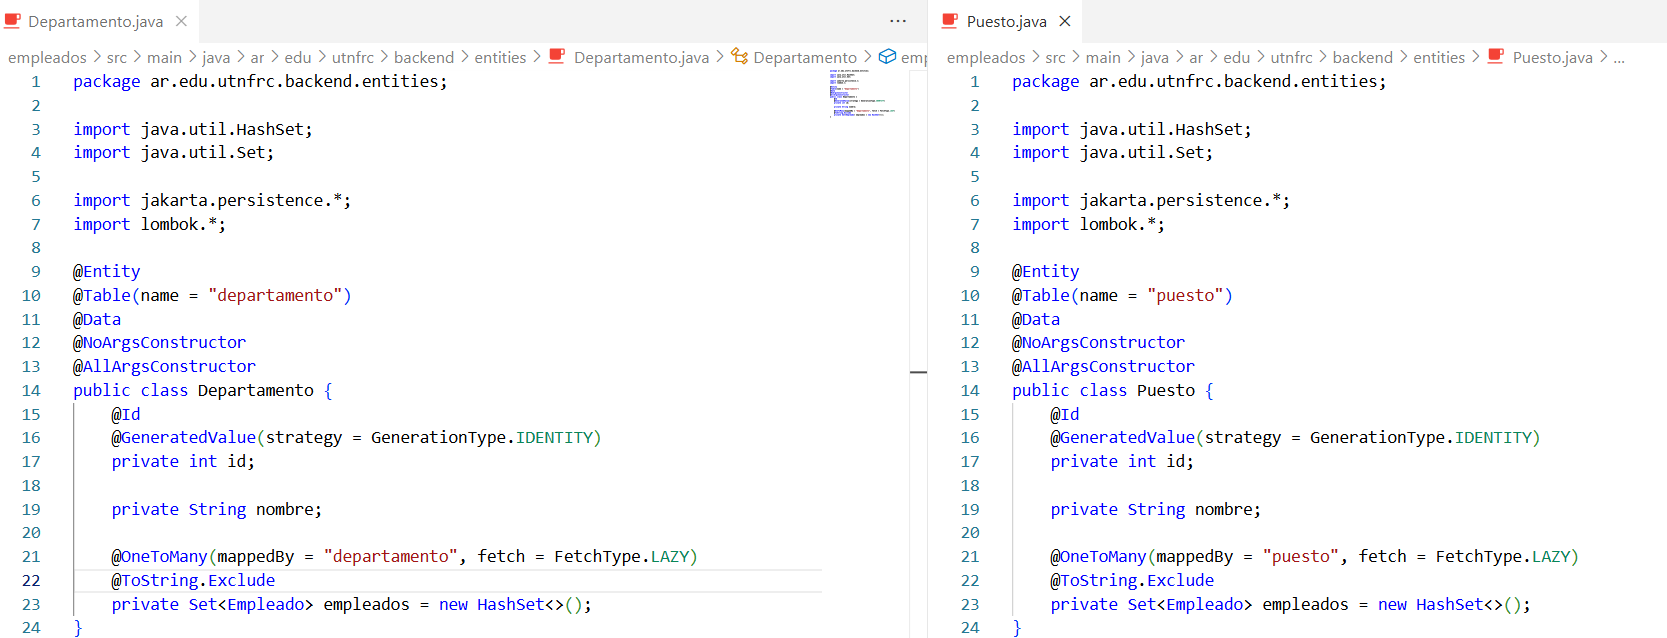 Departamento.java ×
...
empleados > src > main > java > ar > edu > utnfrc > backend > entities > Departamento.java > Departamento > emp
1 package ar.edu.utnfrc.backend.entities;
2
3 import java.util.HashSet;
4 import java.util.Set;
5
6 import jakarta.persistence.*;
7 import lombok.*;
8
9 @Entity
10 @Table(name = "departamento")
11 @Data
12 @NoArgsConstructor
13 @AllArgsConstructor
14 public class Departamento {
15     @Id
16     @GeneratedValue(strategy = GenerationType.IDENTITY)
17     private int id;
18
19     private String nombre;
20
21     @OneToMany(mappedBy = "departamento", fetch = FetchType.LAZY)
22     @ToString.Exclude
23     private Set<Empleado> empleados = new HashSet<>();
24 }
Puesto.java ×
empleados > src > main > java > ar > edu > utnfrc > backend > entities > Puesto.java > ...
1 package ar.edu.utnfrc.backend.entities;
2
3 import java.util.HashSet;
4 import java.util.Set;
5
6 import jakarta.persistence.*;
7 import lombok.*;
8
9 @Entity
10 @Table(name = "puesto")
11 @Data
12 @NoArgsConstructor
13 @AllArgsConstructor
14 public class Puesto {
15     @Id
16     @GeneratedValue(strategy = GenerationType.IDENTITY)
17     private int id;
18
19     private String nombre;
20
21     @OneToMany(mappedBy = "puesto", fetch = FetchType.LAZY)
22     @ToString.Exclude
23     private Set<Empleado> empleados = new HashSet<>();
24 }